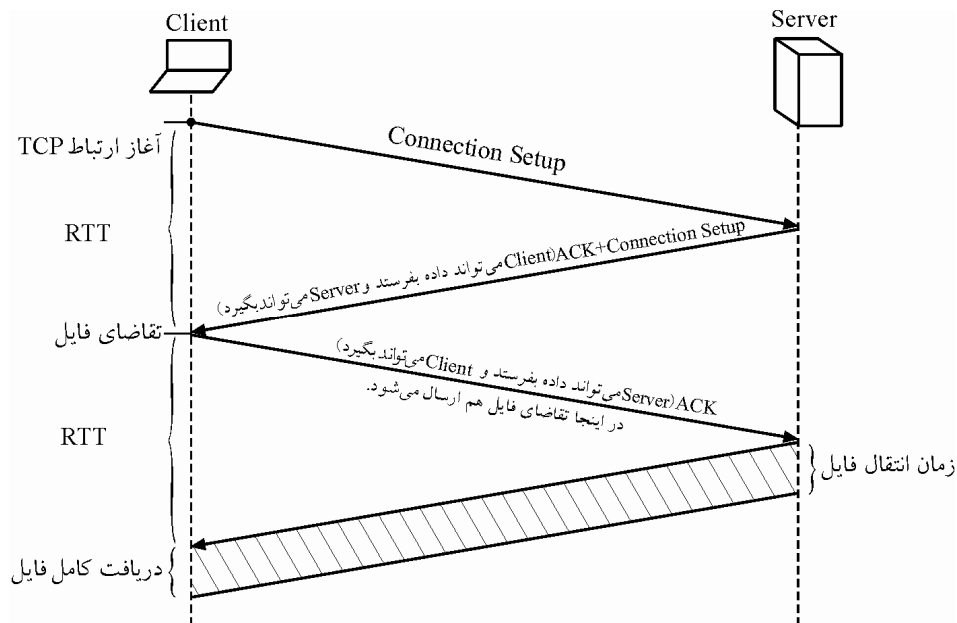 Client
Server
آغاز ارتباط TCP
Connection Setup
RTT
ACK+Connection Setup (Client می‌تواند داده بفرستد و Server می‌تواند بگیرد)
تقاضای فایل
ACK (Server می‌تواند داده بفرستد و Client می‌تواند بگیرد)
در اینجا تقاضای فایل هم ارسال می‌شود.
RTT
زمان انتقال فایل
دریافت کامل فایل